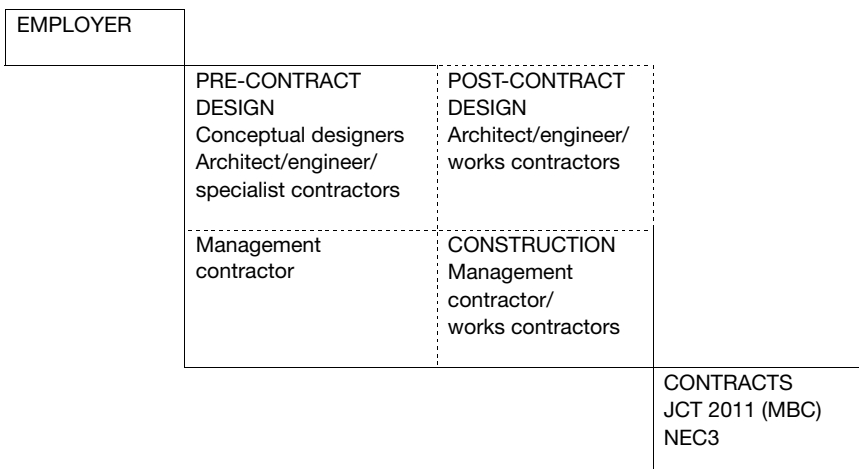 EMPLOYER
PRE-CONTRACT
DESIGN
Conceptual designers
Architect/engineer/
specialist contractors
POST-CONTRACT
DESIGN
Architect/engineer/
works contractors
Management
contractor
CONSTRUCTION
Management
contractor/
works contractors
CONTRACTS
JCT 2011 (MBC)
NEC3